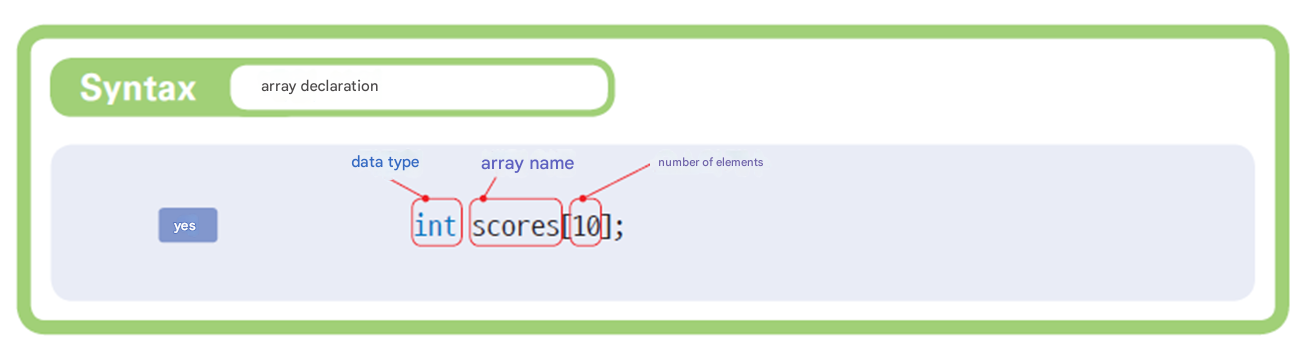 Syntax
array declaration
data type
array name
number of elements
yes
int scores[10];